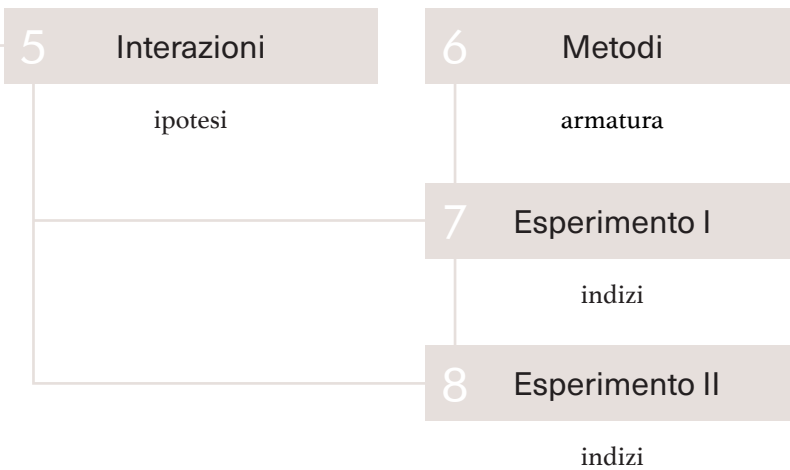 5 Interazioni
ipotesi
6 Metodi
armatura
7 Esperimento I
indizi
8 Esperimento II
indizi